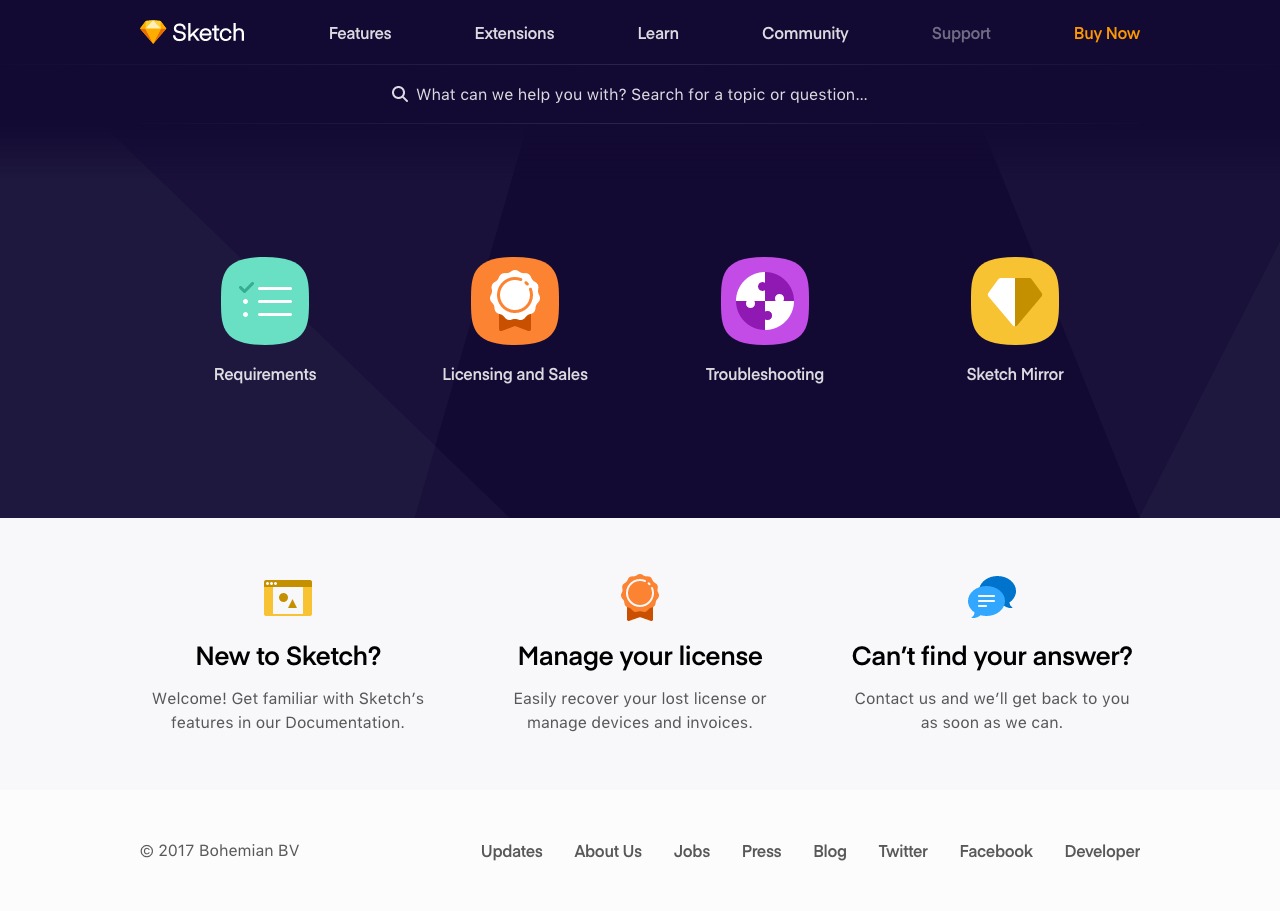 Sketch
Features
Extensions
Learn
Community
Support
Buy Now
What can we help you with? Search for a topic or question...
Requirements
Licensing and Sales
Troubleshooting
Sketch Mirror
New to Sketch?
Welcome! Get familiar with Sketch’s
features in our Documentation.
Manage your license
Easily recover your lost license or
manage devices and invoices.
Can’t find your answer?
Contact us and we’ll get back to you
as soon as we can.
© 2017 Bohemian BV
Updates
About Us
Jobs
Press
Blog
Twitter
Facebook
Developer